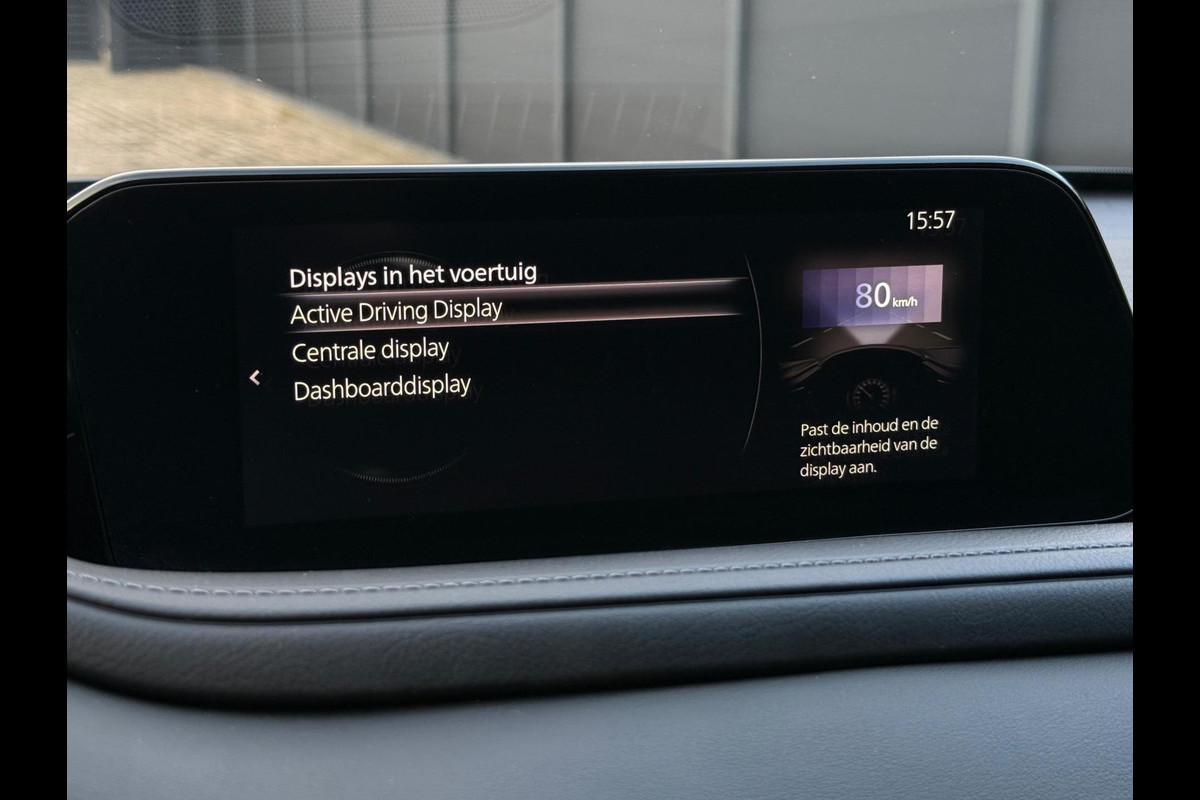 15:57
Displays in het voertuig
Active Driving Display
Centrale display
Dashboarddisplay
80 km/h
Past de inhoud en de
zichtbaarheid van de
display aan.